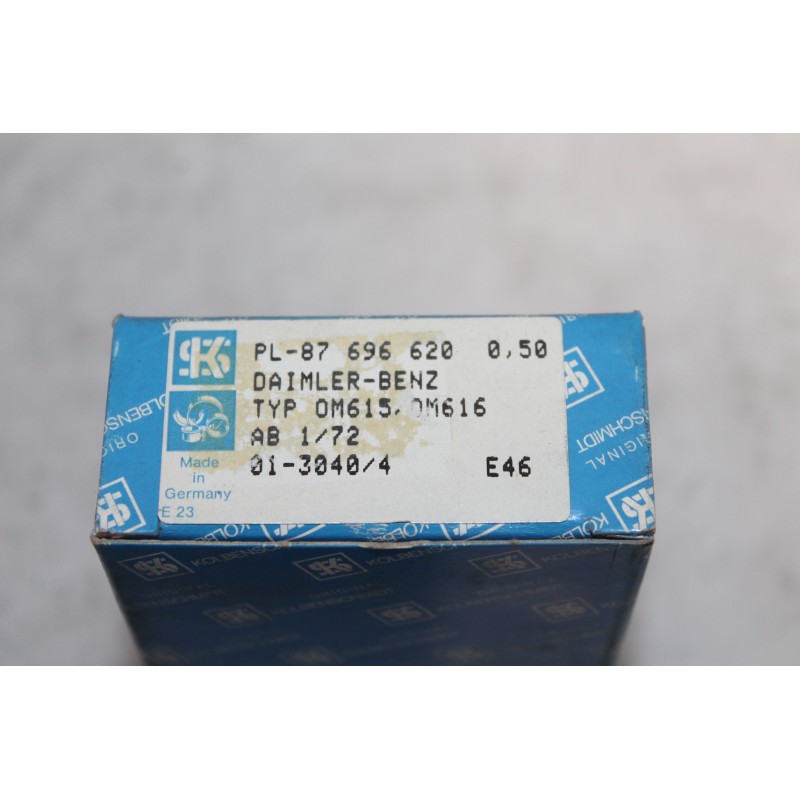 KS
PL-87 696 620 0,50
DAIMLER-BENZ
TYP OM615,OM616
AB 1/72
01-3040/4 E46
Made
in
Germany
E 23
KOLBENSCHMIDT
ORIGINAL